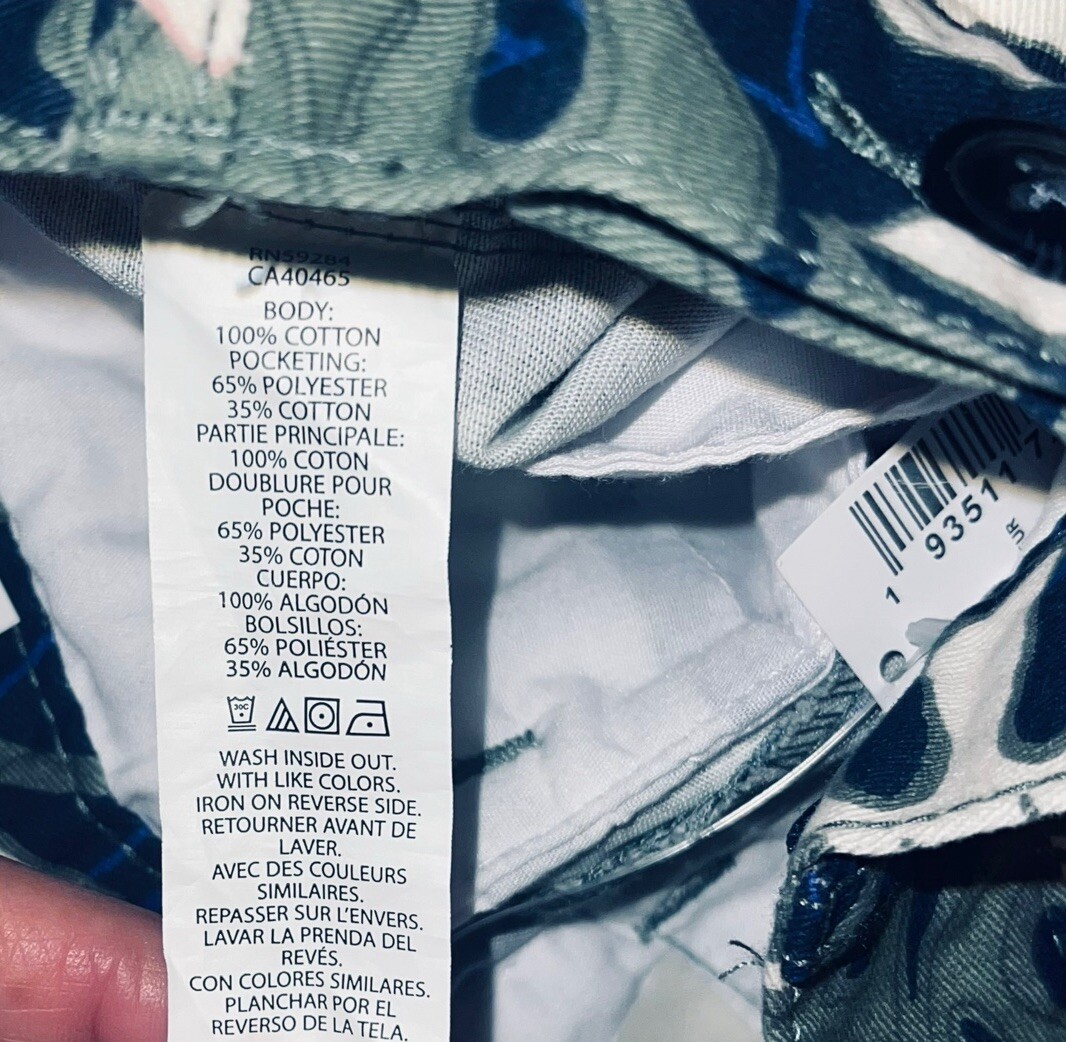 RN59284
CA40465
BODY:
100% COTTON
POCKETING:
65% POLYESTER
35% COTTON
PARTIE PRINCIPALE:
100% COTON
DOUBLURE POUR
POCHE:
65% POLYESTER
35% COTON
CUERPO:
100% ALGODÓN
BOLSILLOS:
65% POLIÉSTER
35% ALGODÓN
30C
WASH INSIDE OUT.
WITH LIKE COLORS.
IRON ON REVERSE SIDE.
RETOURNER AVANT DE
LAVER.
AVEC DES COULEURS
SIMILAIRES.
REPASSER SUR L'ENVERS.
LAVAR LA PRENDA DEL
REVÉS.
CON COLORES SIMILARES.
PLANCHAR POR EL
REVERSO DE LA TELA.
1 93511 7